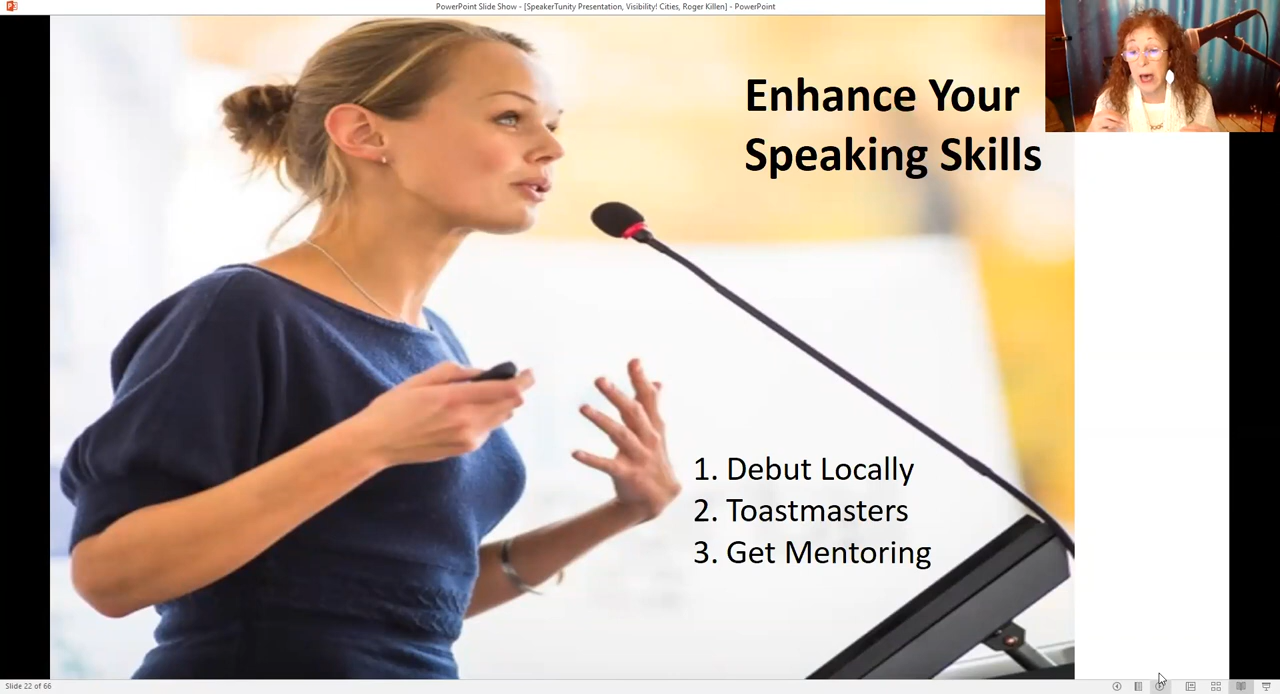 PowerPoint Slide Show - [SpeakerTunity Presentation, Visibility! Cities, Roger Killen] - PowerPoint
Enhance Your
Speaking Skills
1. Debut Locally
2. Toastmasters
3. Get Mentoring
Slide 22 of 66